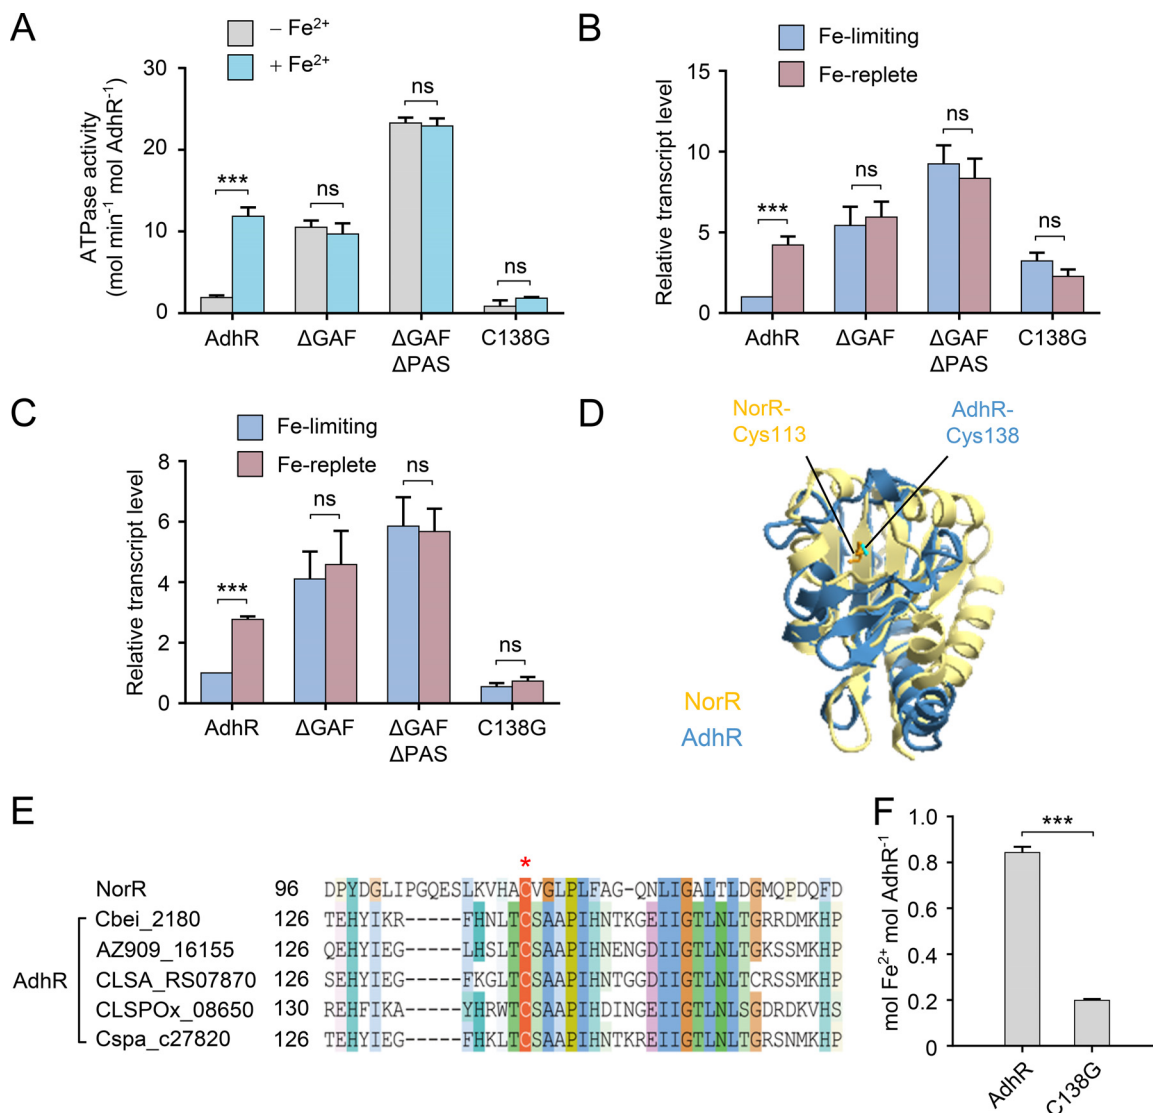 A
− Fe2+
+ Fe2+
ATPase activity
(mol min-1 mol AdhR-1)
30
20
10
0
***
ns
ns
ns
AdhR
ΔGAF
ΔGAF
ΔPAS
C138G
B
Fe-limiting
Fe-replete
Relative transcript level
15
10
5
0
***
ns
ns
ns
AdhR
ΔGAF
ΔGAF
ΔPAS
C138G
C
Fe-limiting
Fe-replete
Relative transcript level
8
6
4
2
0
***
ns
ns
ns
AdhR
ΔGAF
ΔGAF
ΔPAS
C138G
D
NorR-
Cys113
AdhR-
Cys138
NorR
AdhR
E
*
NorR 96 DPYDGLIPGQESLKVHACVGLPLFAG-QNLIGALTLDGMQPDQFD
AdhR
Cbei_2180 126 TEHYIKR-----FHNLTCSAAPIHNTKGEIIGTLNLTGRRDMKHP
AZ909_16155 126 QEHYIEG-----LHSLTCSAAPIHNENGDIIGTLNLTGKSSMKHP
CLSA_RS07870 126 SEHYIEG-----FKGLTCSAAPIHNTGGDIIGTLNLTCRSSMKHP
CLSPOx_08650 130 REHFIKA-----YHRWTCSAAPIHDINGEIIGTLNLSGDRDKVHS
Cspa_c27820 126 TEHYIEG-----FHKLTCSAAPIHNTKREIIGTLNLTGRSNMKHP
F
mol Fe2+ mol AdhR-1
1.0
0.8
0.6
0.4
0.2
0
***
AdhR
C138G